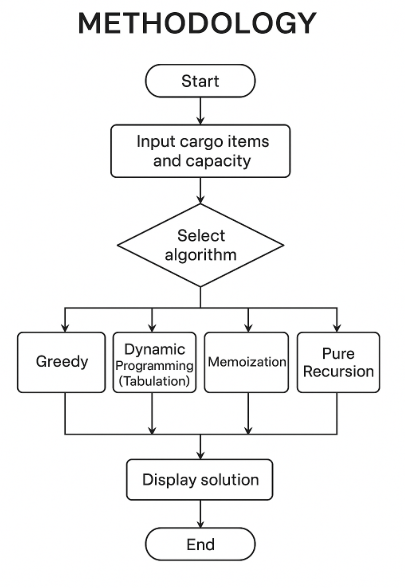 METHODOLOGY
Start
Input cargo items
and capacity
Select
algorithm
Greedy
Dynamic
Programming
(Tabulation)
Memoization
Pure
Recursion
Display solution
End